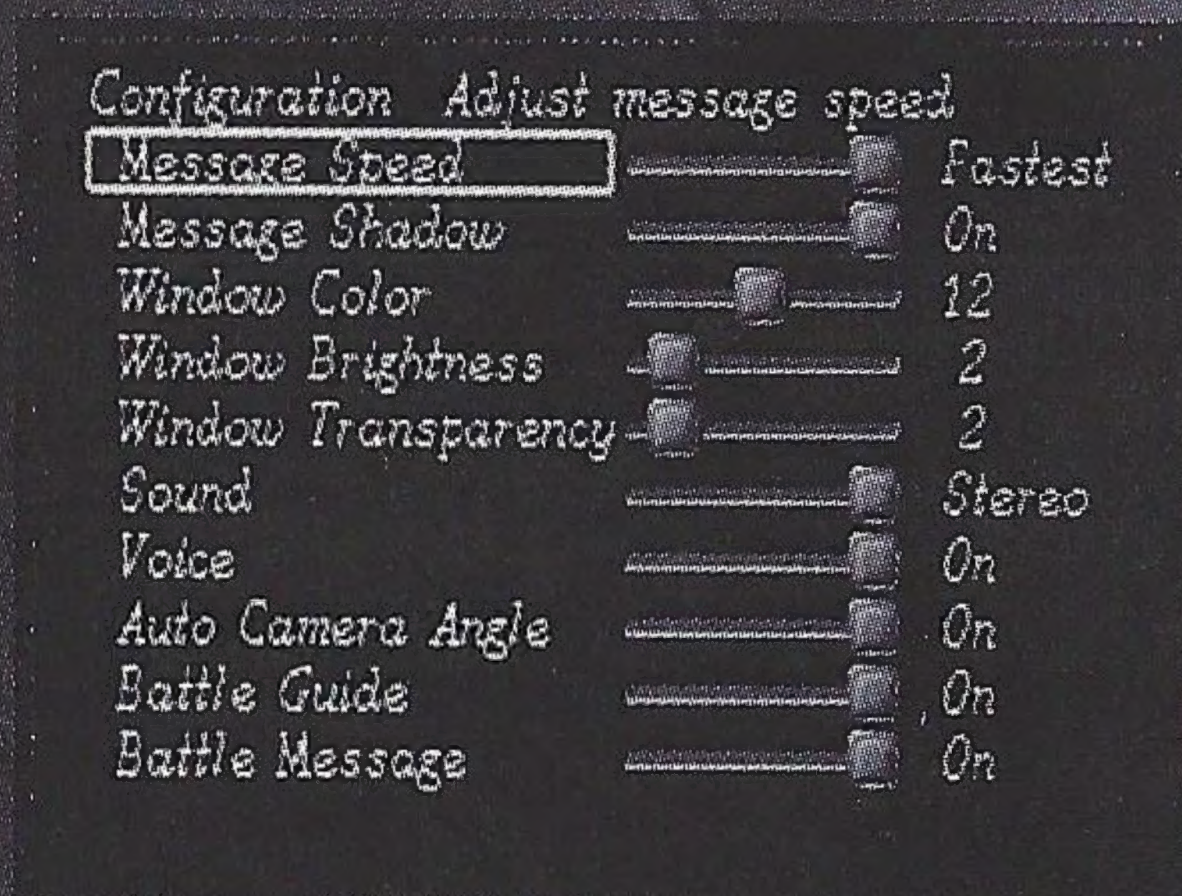 Configuration Adjust message speed
Message Speed Fastest
Message Shadow On
Window Color 12
Window Brightness 2
Window Transparency 2
Sound Stereo
Voice On
Auto Camera Angle On
Battle Guide On
Battle Message On